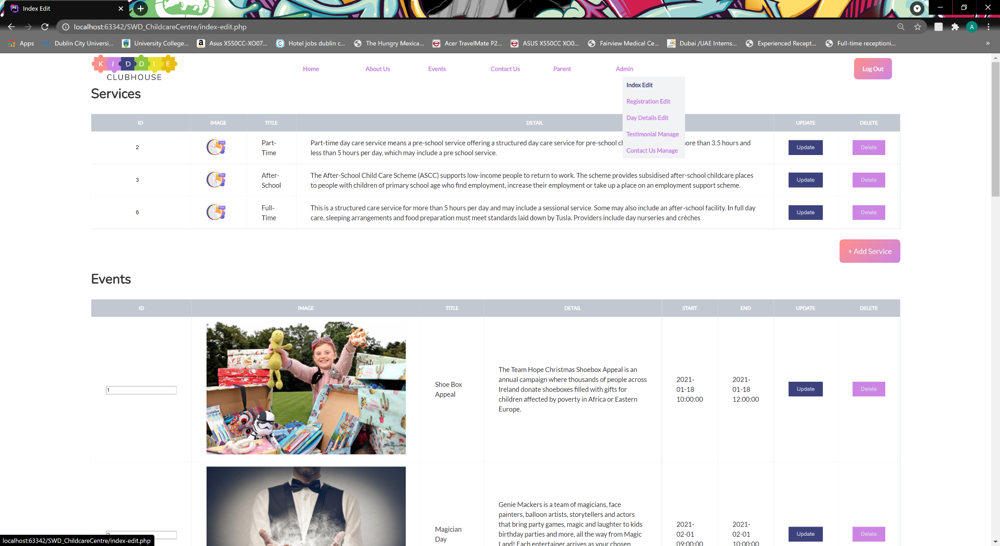 Index Edit
localhost:63342/SWD_ChildcareCentre/index-edit.php
A
Apps
Dublin City Universi...
University College...
Asus X550CC-XO07...
Hotel jobs dublin c...
The Hungry Mexica...
Acer TravelMate P2...
ASUS X550CC XO0...
Fairview Medical Ce...
Dubai /UAE Interns...
Experienced Recept...
Full-time receptioni...
»
KIDDIE
CLUBHOUSE
Home
About Us
Events
Contact Us
Parent
Admin
Log Out
Index Edit
Registration Edit
Day Details Edit
Testimonial Manage
Contact Us Manage
Services
ID IMAGE TITLE DETAIL UPDATE DELETE
2
Part-
Time
Part-time day care service means a pre-school service offering a structured day care service for pre-school ore than 3.5 hours and
less than 5 hours per day, which may include a pre school service.
Update
Delete
3
After-
School
The After-School Child Care Scheme (ASCC) supports low-income people to return to work. The scheme provides subsidised after-school childcare places
to people with children of primary school age who find employment, increase their employment or take up a place on an employment support scheme.
Update
Delete
6
Full-
Time
This is a structured care service for more than 5 hours per day and may include a sessional service. Some may also include an after-school facility. In full day
care, sleeping arrangements and food preparation must meet standards laid down by Tusla. Providers include day nurseries and crèches
Update
Delete
+ Add Service
Events
ID IMAGE TITLE DETAIL START END UPDATE DELETE
1
Shoe Box
Appeal
The Team Hope Christmas Shoebox Appeal is an
annual campaign where thousands of people across
Ireland donate shoeboxes filled with gifts for
children affected by poverty in Africa or Eastern
Europe.
2021-
01-18
10:00:00
2021-
01-18
12:00:00
Update
Delete
Magician
Day
Genie Mackers is a team of magicians, face
painters, balloon artists, storytellers and actors
that bring party games, magic and laughter to kids
birthday parties and more, all the way from Magic
Land! Each entertainer arrives as your chosen
2021-
02-01
09:00:00
2021-
02-01
10:00:00
Update
Delete
localhost:63342/SWD_ChildcareCentre/index-edit.php